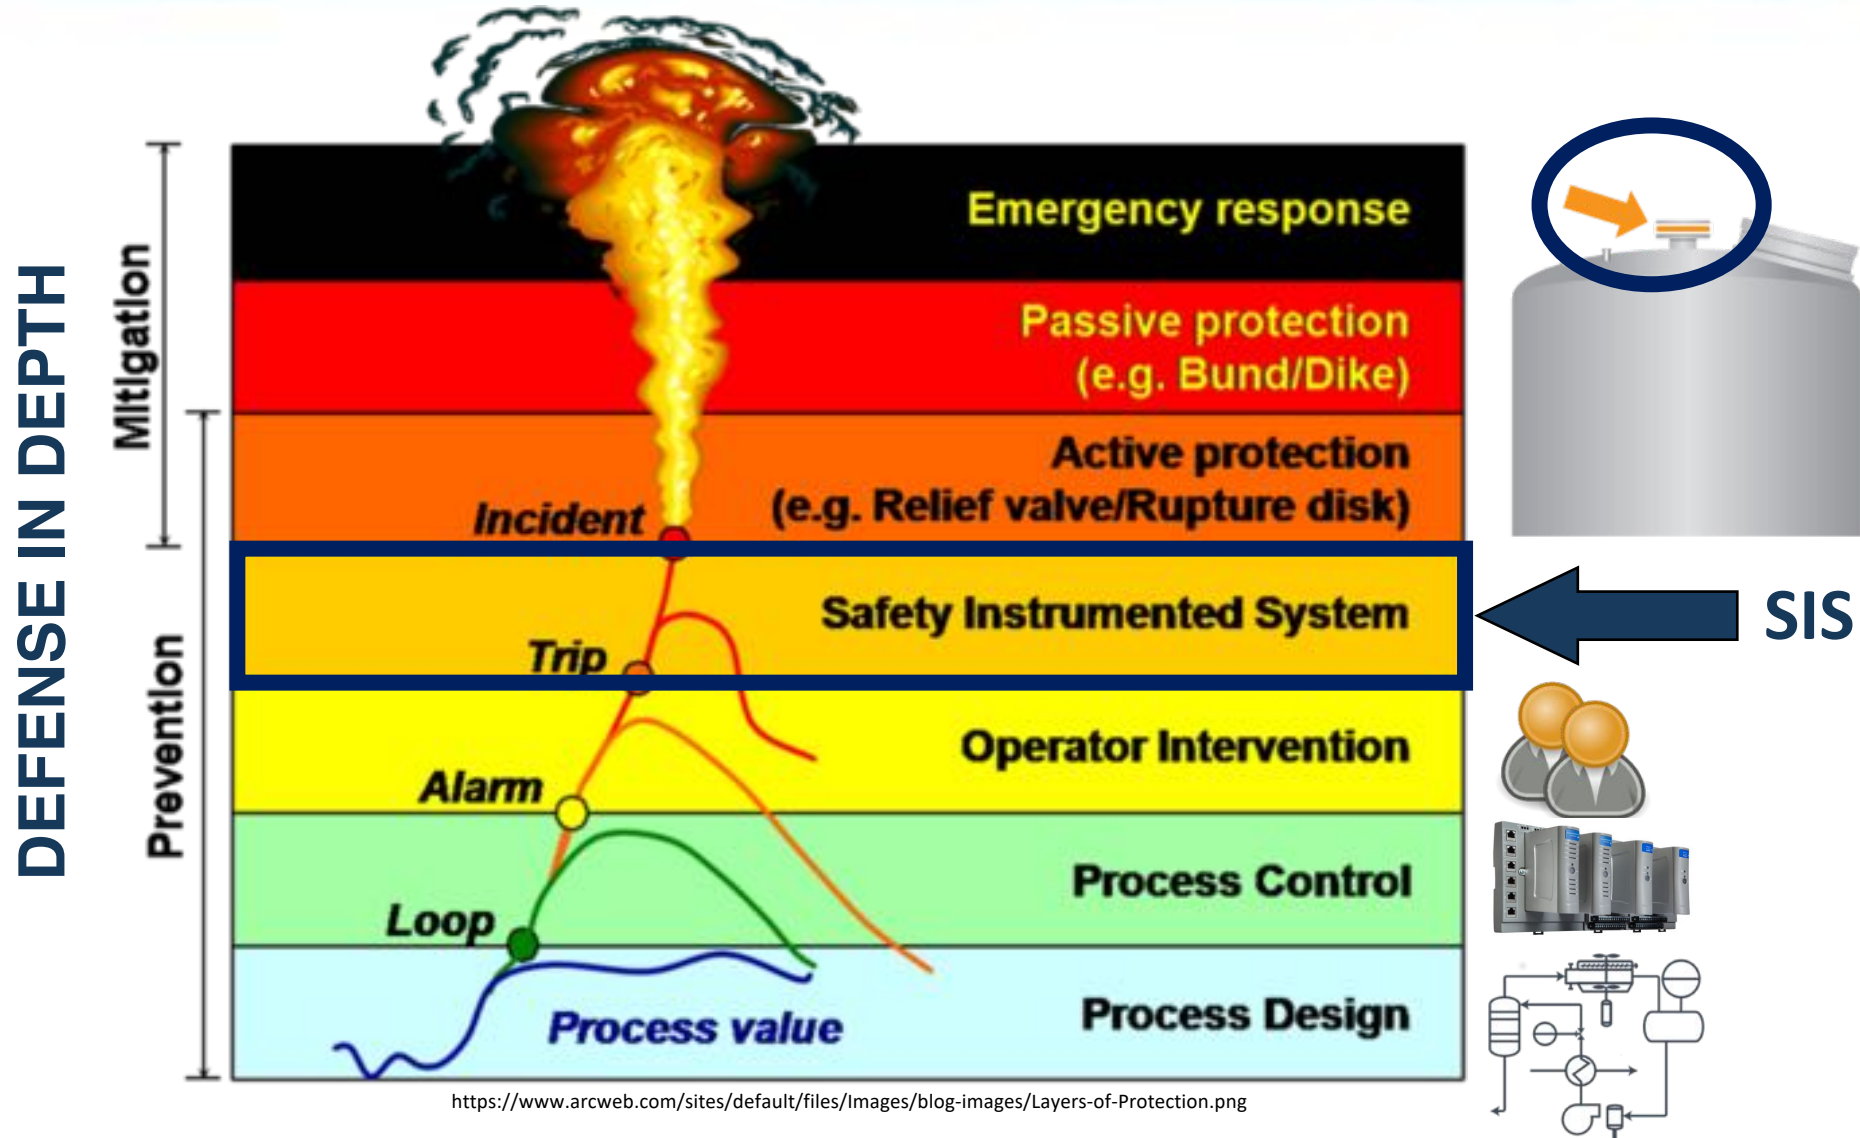 DEFENSE IN DEPTH
Mitigation
Prevention
Emergency response
Passive protection
(e.g. Bund/Dike)
Active protection
(e.g. Relief valve/Rupture disk)
Incident
Safety Instrumented System
SIS
Trip
Operator Intervention
Alarm
Process Control
Loop
Process Design
Process value
https://www.arcweb.com/sites/default/files/Images/blog-images/Layers-of-Protection.png